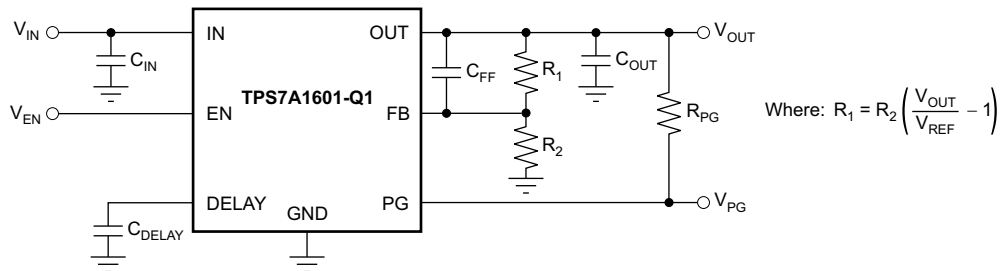 V_IN
IN
OUT
V_OUT
C_IN
C_FF
R_1
C_OUT
TPS7A1601-Q1
V_EN
EN
FB
R_PG
Where: R_1 = R_2 ( V_OUT / V_REF − 1 )
R_2
DELAY
GND
PG
V_PG
C_DELAY